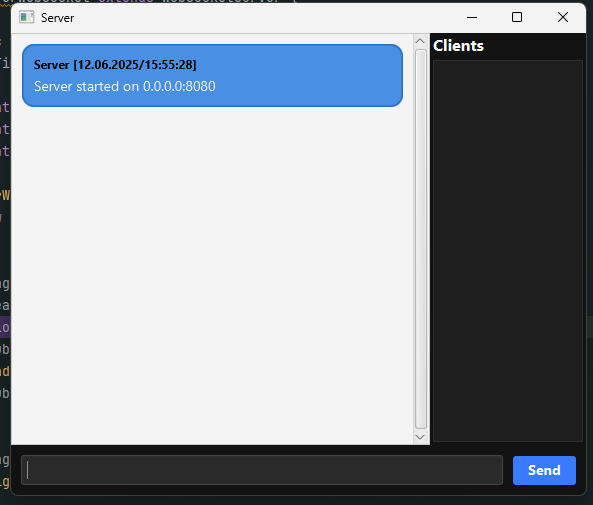 Server
Server [12.06.2025/15:55:28]
Server started on 0.0.0.0:8080
Clients
Send